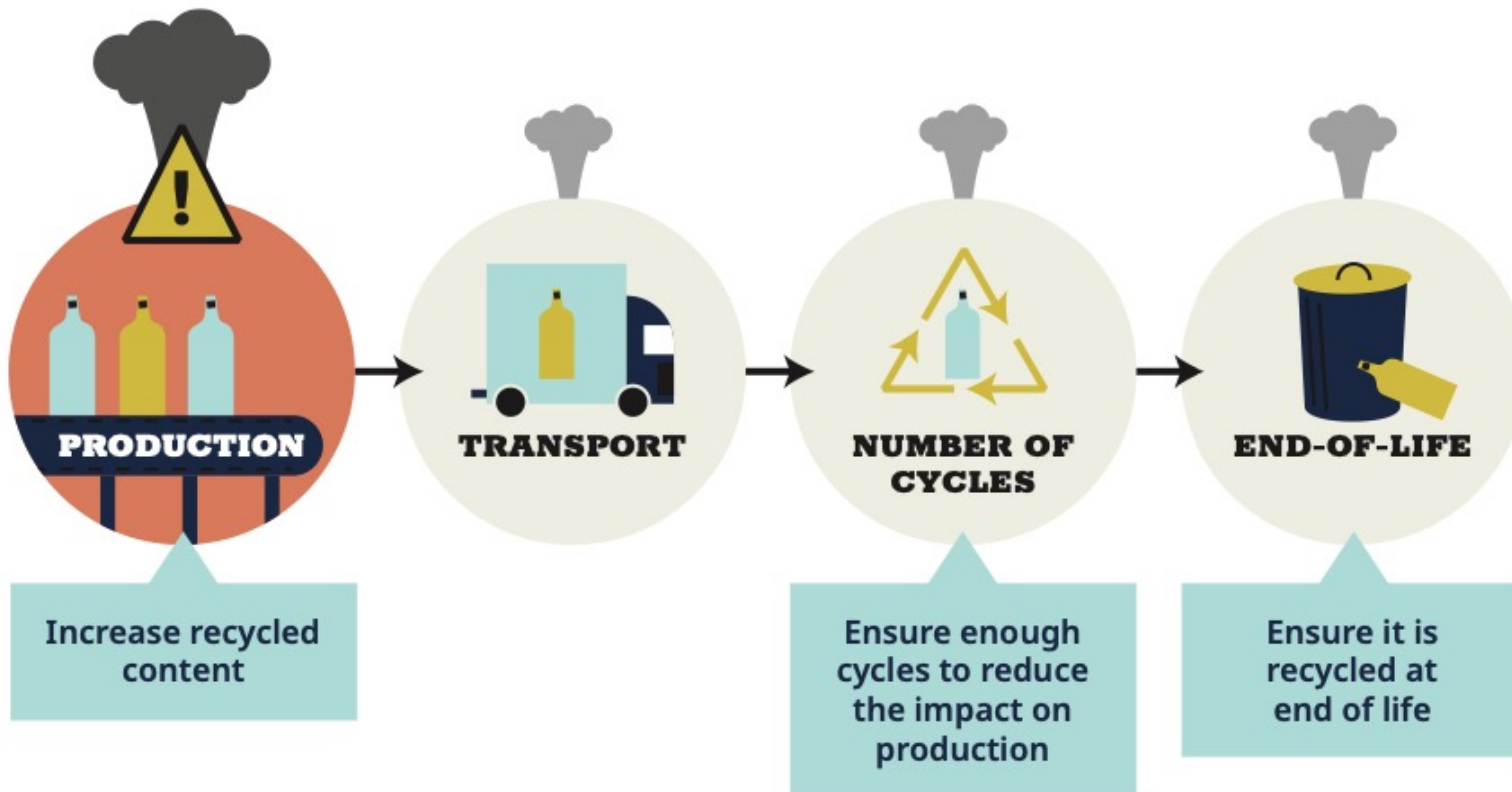 !
PRODUCTION
TRANSPORT
NUMBER OF
CYCLES
END-OF-LIFE
Increase recycled
content
Ensure enough
cycles to reduce
the impact on
production
Ensure it is
recycled at
end of life